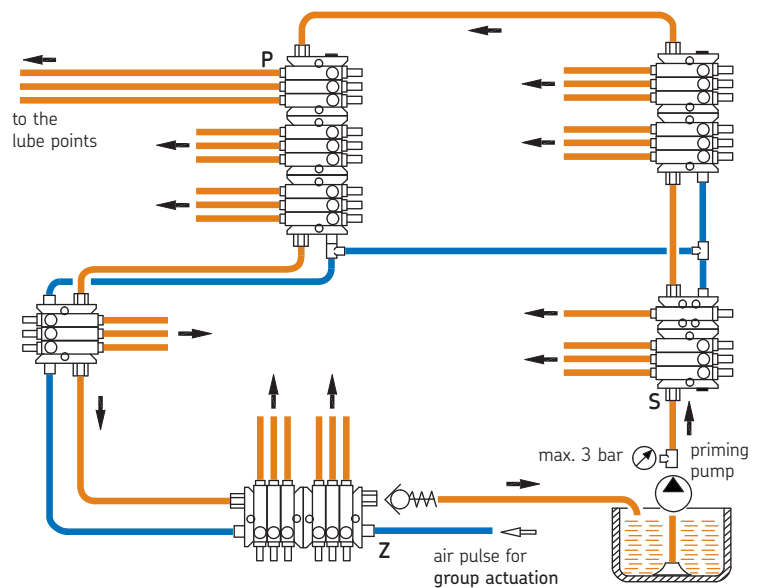 P
to the
lube points
S
max. 3 bar
priming
pump
Z
air pulse for
group actuation